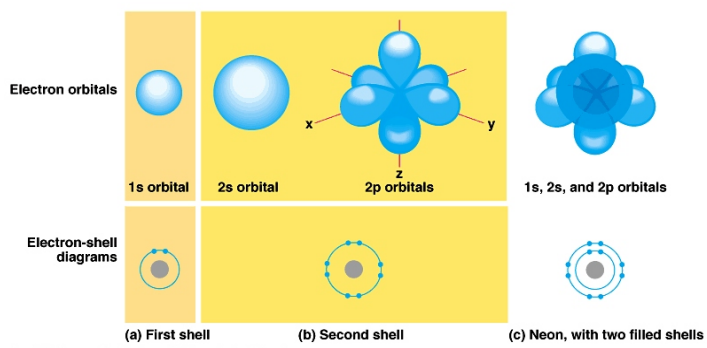 Electron orbitals
x
y
z
1s orbital
2s orbital
2p orbitals
1s, 2s, and 2p orbitals
Electron-shell
diagrams
(a) First shell
(b) Second shell
(c) Neon, with two filled shells